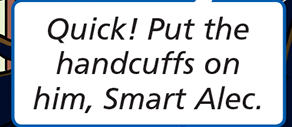 Quick! Put the
handcuffs on
him, Smart Alec.